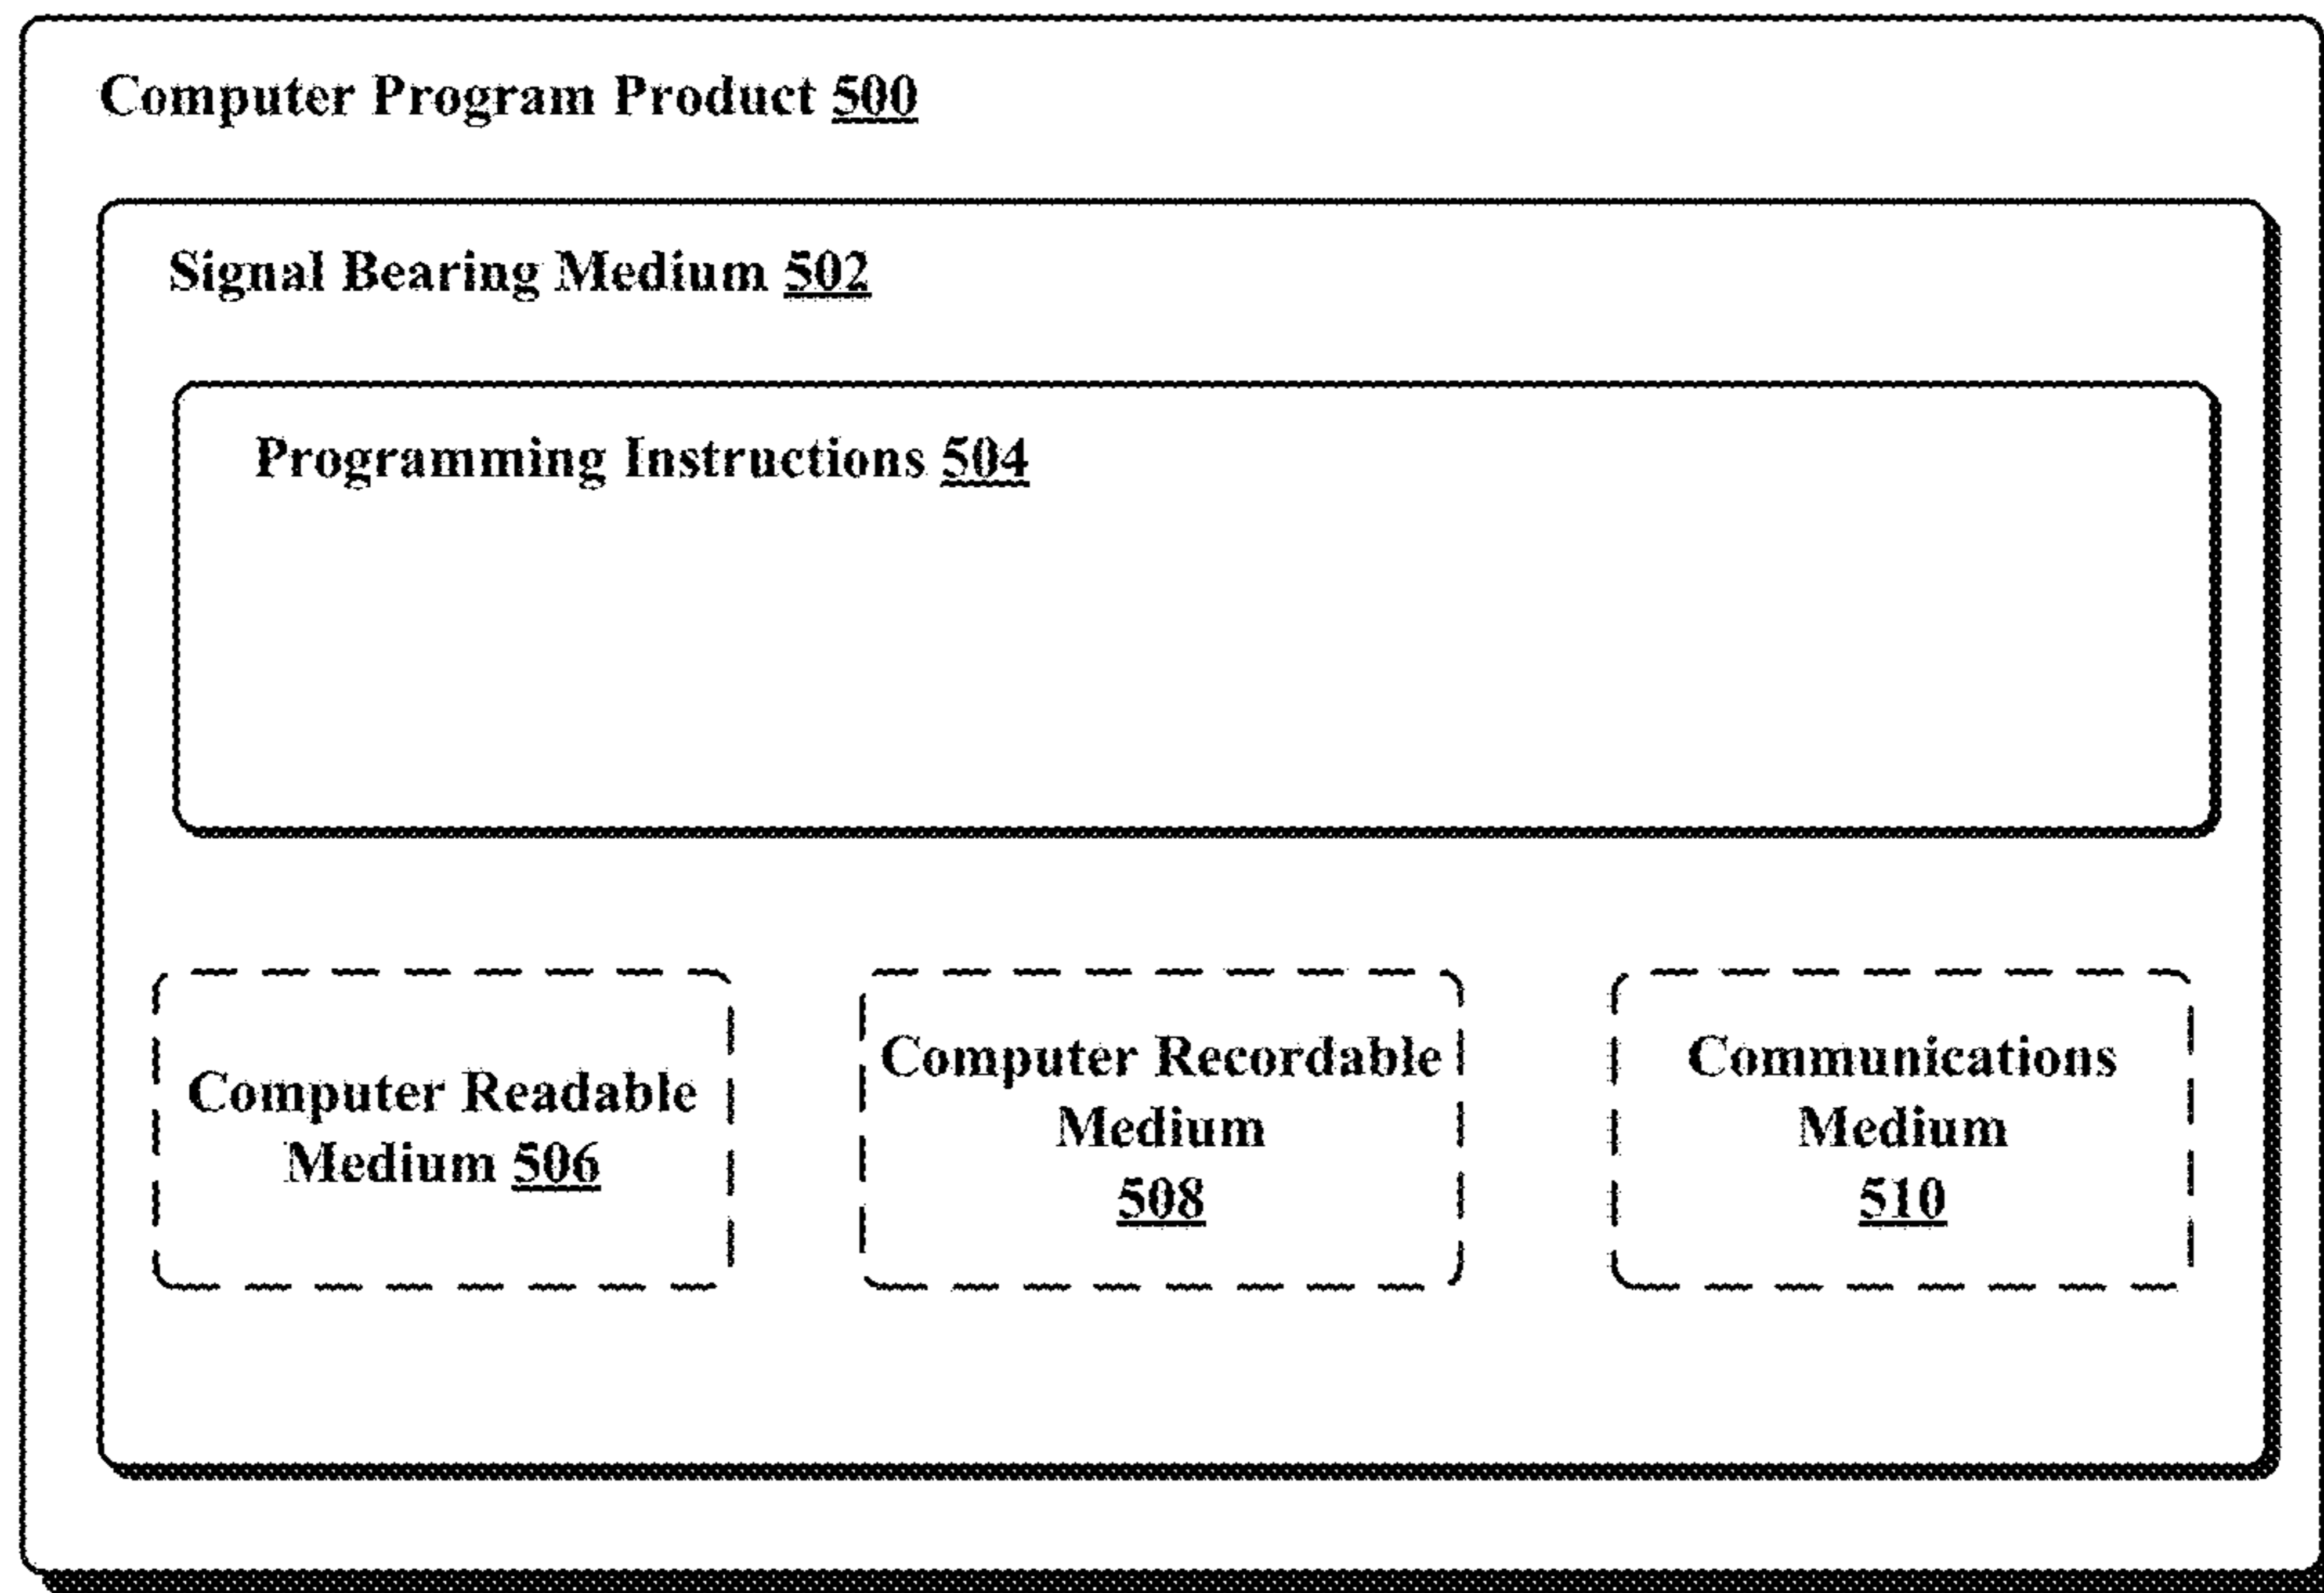 Computer Program Product 500
Signal Bearing Medium 502
Programming Instructions 504
Computer Readable
Medium 506
Computer Recordable
Medium
508
Communications
Medium
510